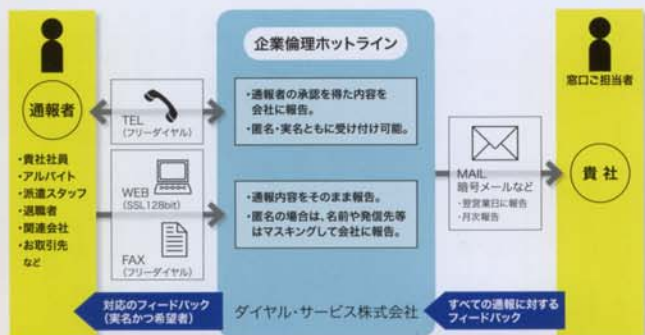 通報者
・貴社社員
・アルバイト
・派遣スタッフ
・退職者
・関連会社
・お取引先
など
TEL
(フリーダイヤル)
WEB
(SSL128bit)
FAX
(フリーダイヤル)
企業倫理ホットライン
・通報者の承認を得た内容を
会社に報告。
・匿名・実名ともに受け付け可能。
・通報内容をそのまま報告。
・匿名の場合は、名前や発信先等
はマスキングして会社に報告。
MAIL
暗号メールなど
・翌営業日に報告
・月次報告
窓口ご担当者
貴社
対応のフィードバック
(実名かつ希望者)
ダイヤル・サービス株式会社
すべての通報に対する
フィードバック